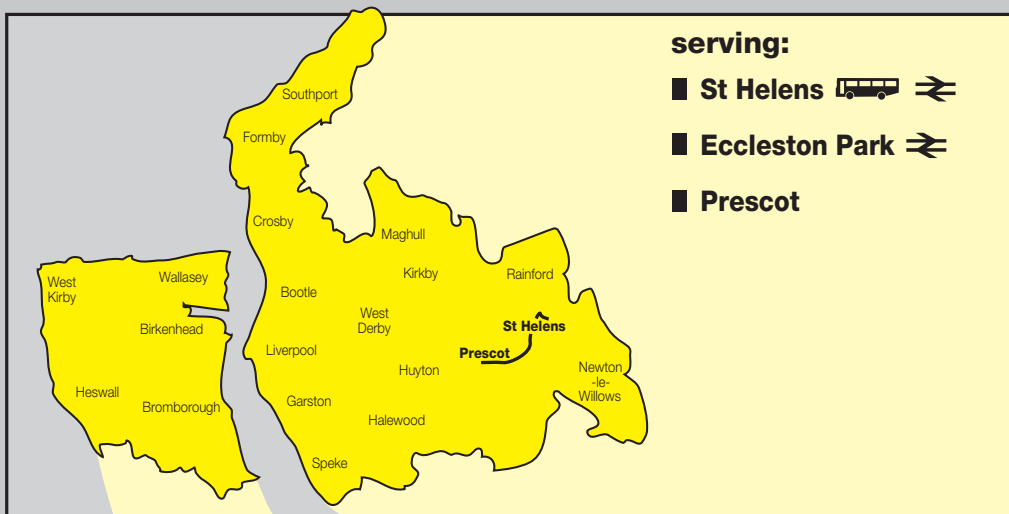 serving:
St Helens
Eccleston Park
Prescot
Southport
Formby
Crosby
Maghull
Kirkby
Rainford
West
Kirby
Wallasey
Bootle
West
Derby
St Helens
Birkenhead
Liverpool
Prescot
Huyton
Newton
-le-
Willows
Heswall
Bromborough
Garston
Halewood
Speke